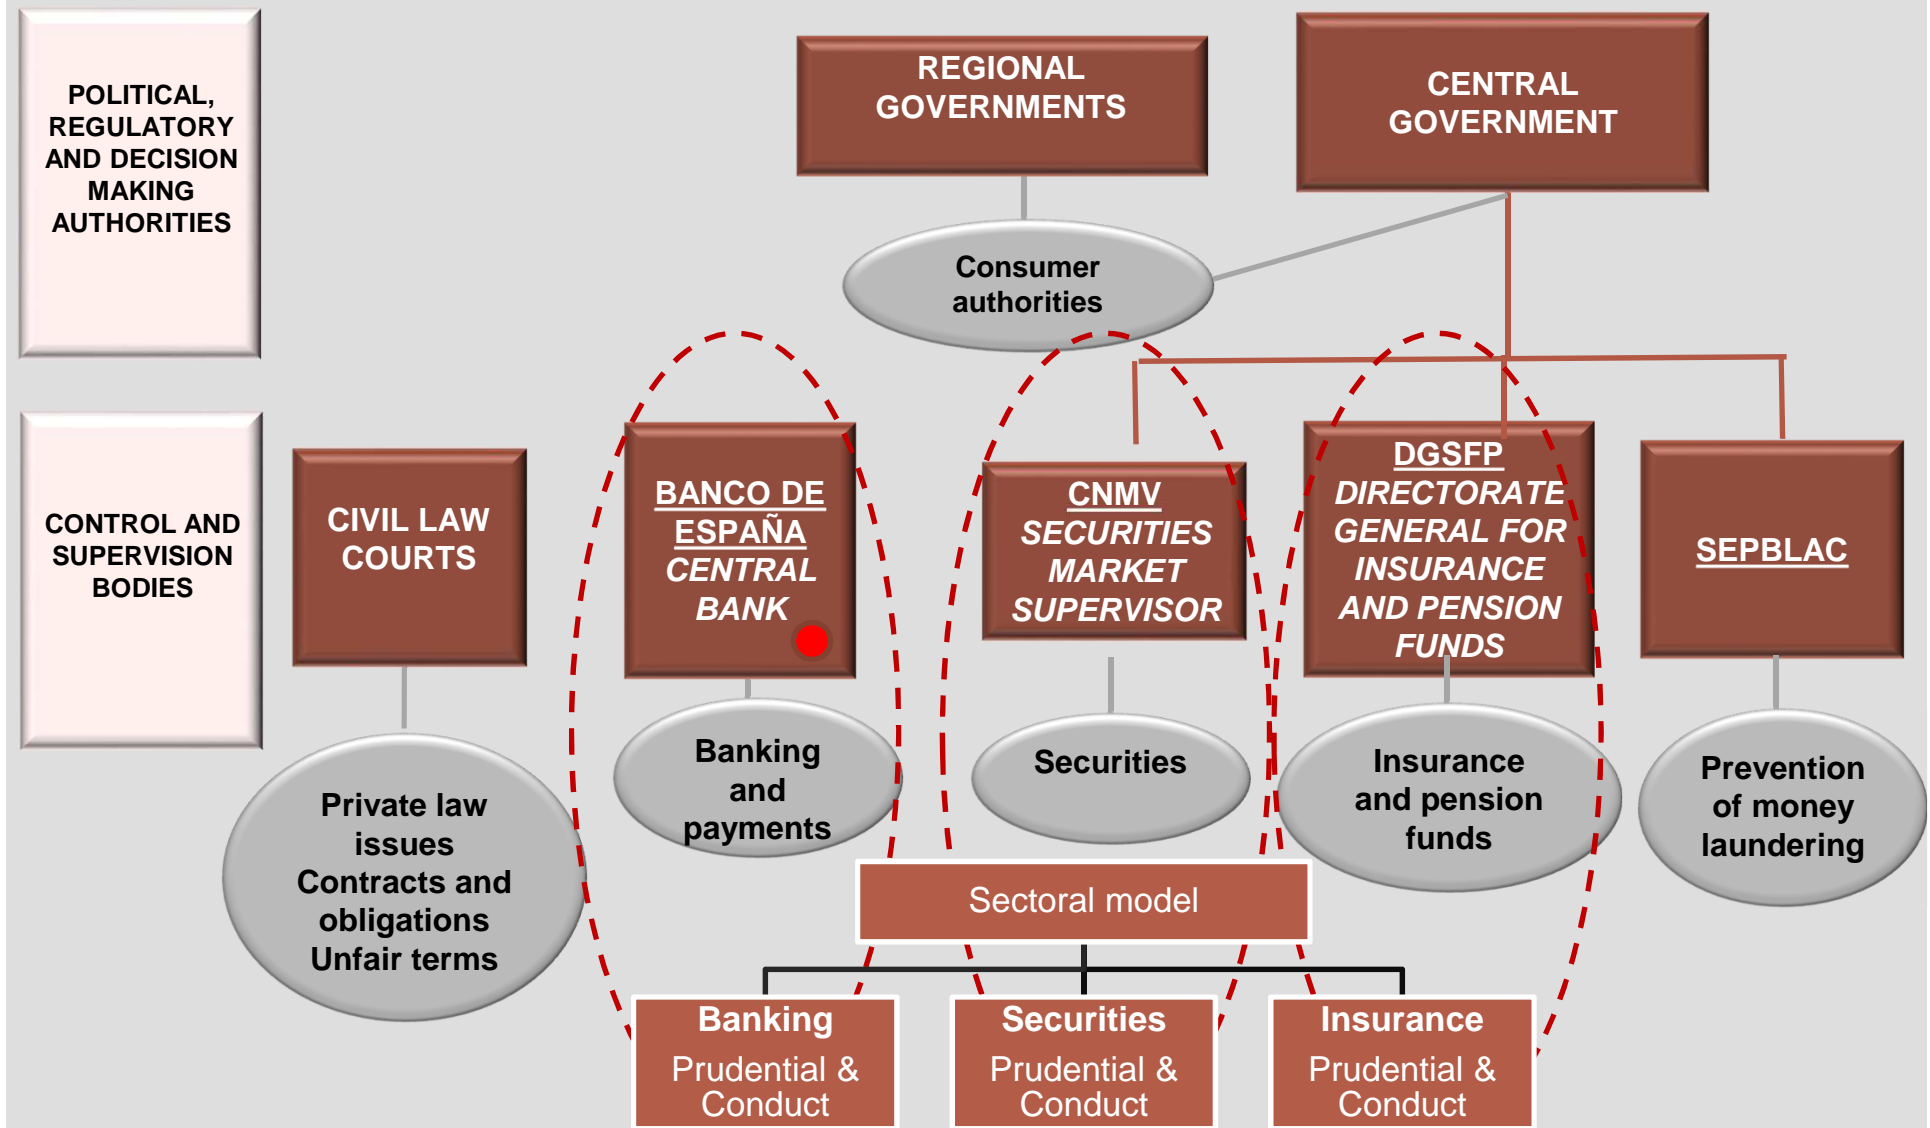 POLITICAL,
REGULATORY
AND DECISION
MAKING
AUTHORITIES
REGIONAL
GOVERNMENTS
CENTRAL
GOVERNMENT
Consumer
authorities
CONTROL AND
SUPERVISION
BODIES
CIVIL LAW
COURTS
BANCO DE
ESPAÑA
CENTRAL
BANK
CNMV
SECURITIES
MARKET
SUPERVISOR
DGSFP
DIRECTORATE
GENERAL FOR
INSURANCE
AND PENSION
FUNDS
SEPBLAC
Private law
issues
Contracts and
obligations
Unfair terms
Banking
and
payments
Securities
Insurance
and pension
funds
Prevention
of money
laundering
Sectoral model
Banking
Prudential &
Conduct
Securities
Prudential &
Conduct
Insurance
Prudential &
Conduct